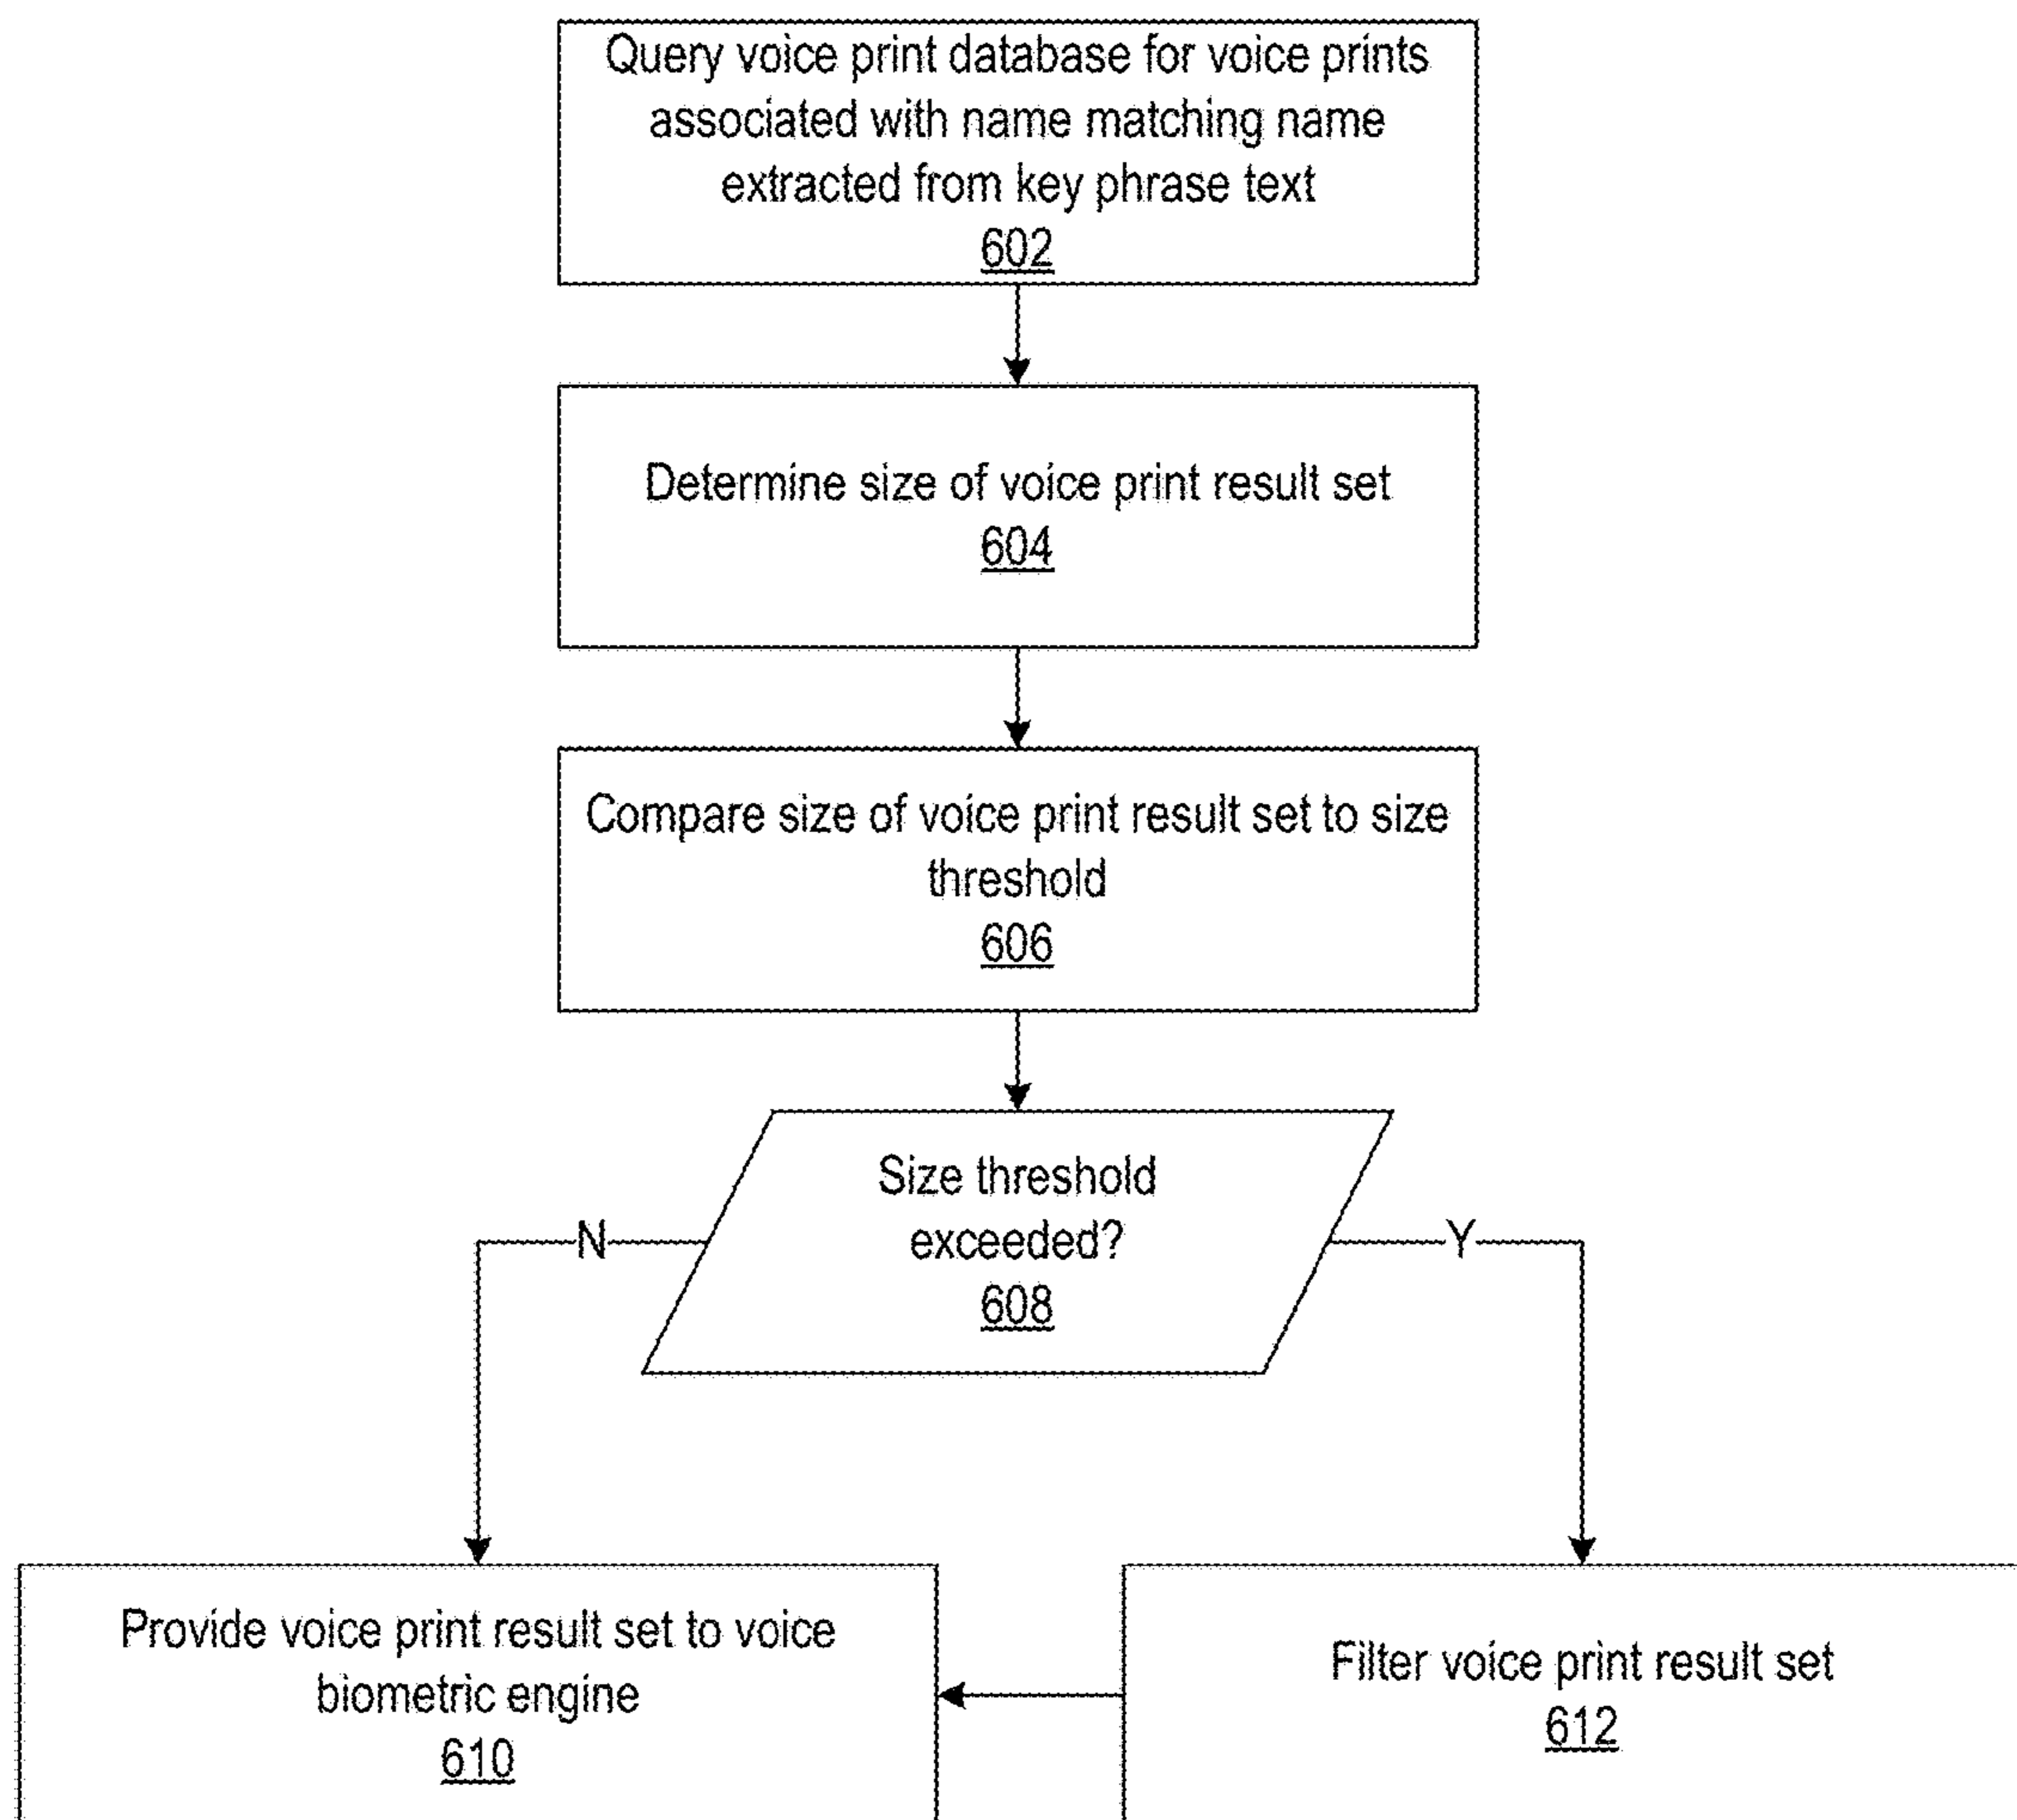 Query voice print database for voice prints
associated with name matching name
extracted from key phrase text
602
Determine size of voice print result set
604
Compare size of voice print result set to size
threshold
606
Size threshold
exceeded?
608
N
Y
Provide voice print result set to voice
biometric engine
610
Filter voice print result set
612